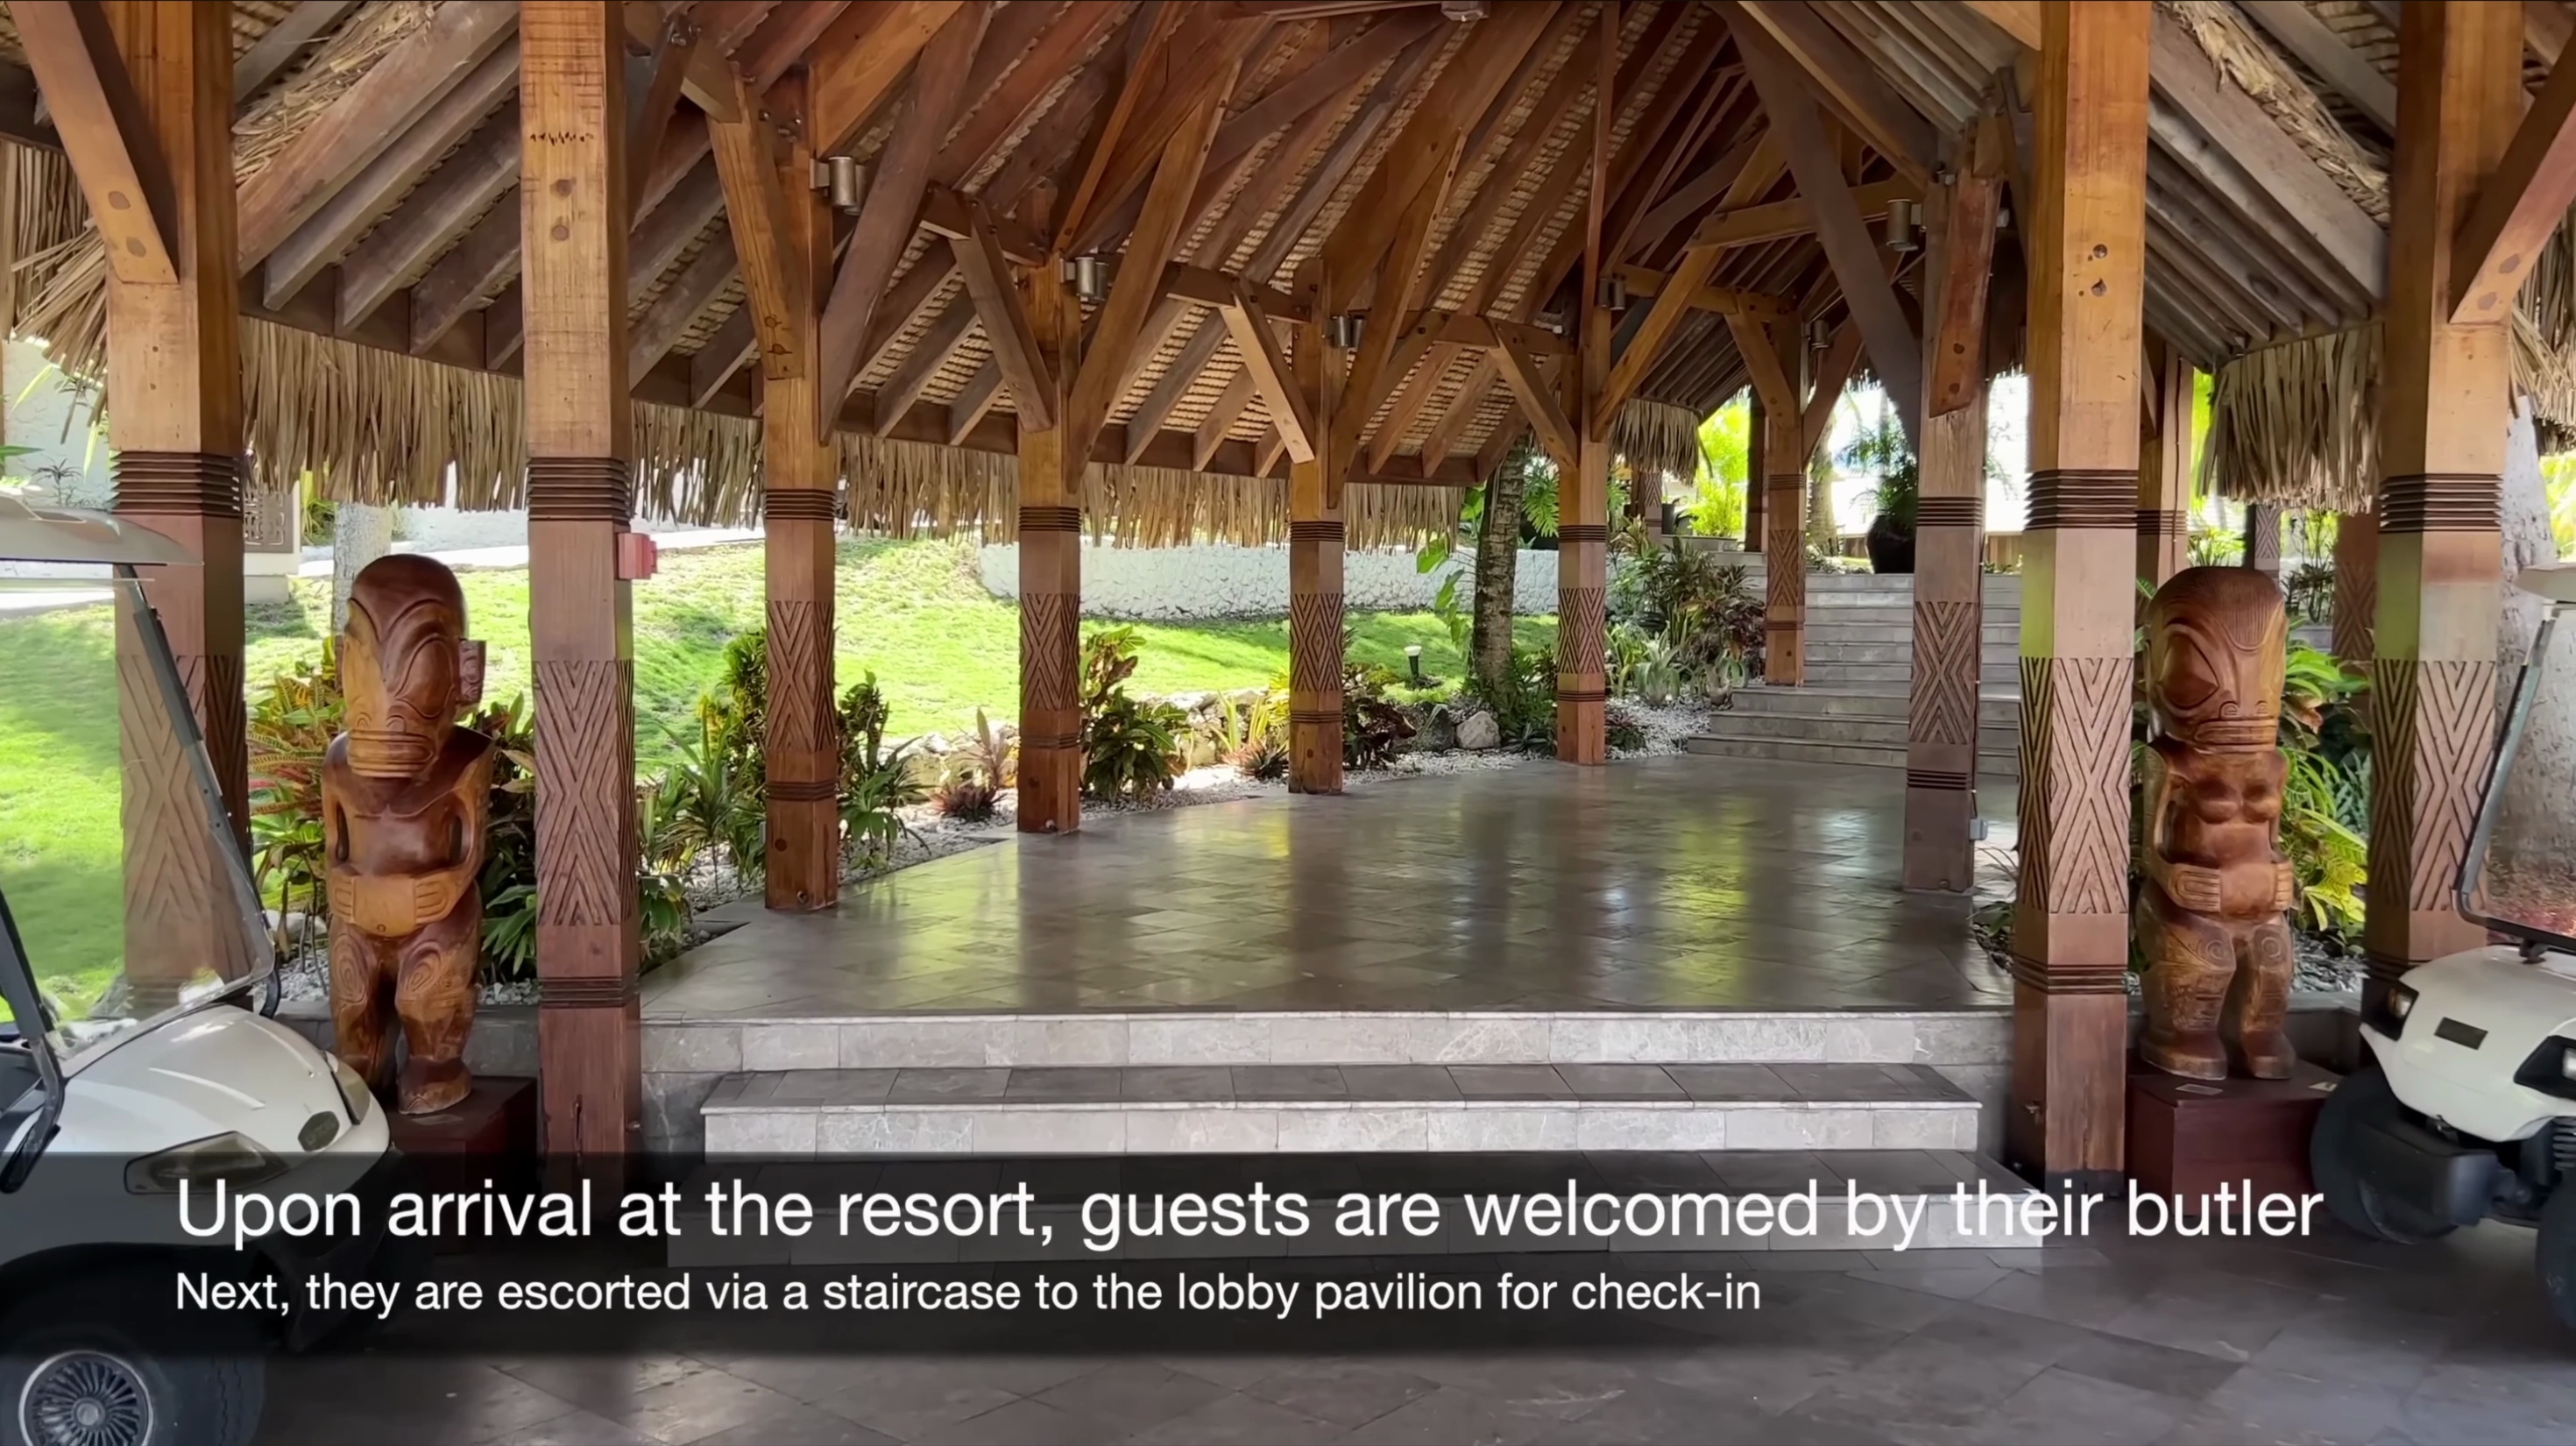 Upon arrival at the resort, guests are welcomed by their butler
Next, they are escorted via a staircase to the lobby pavilion for check-in